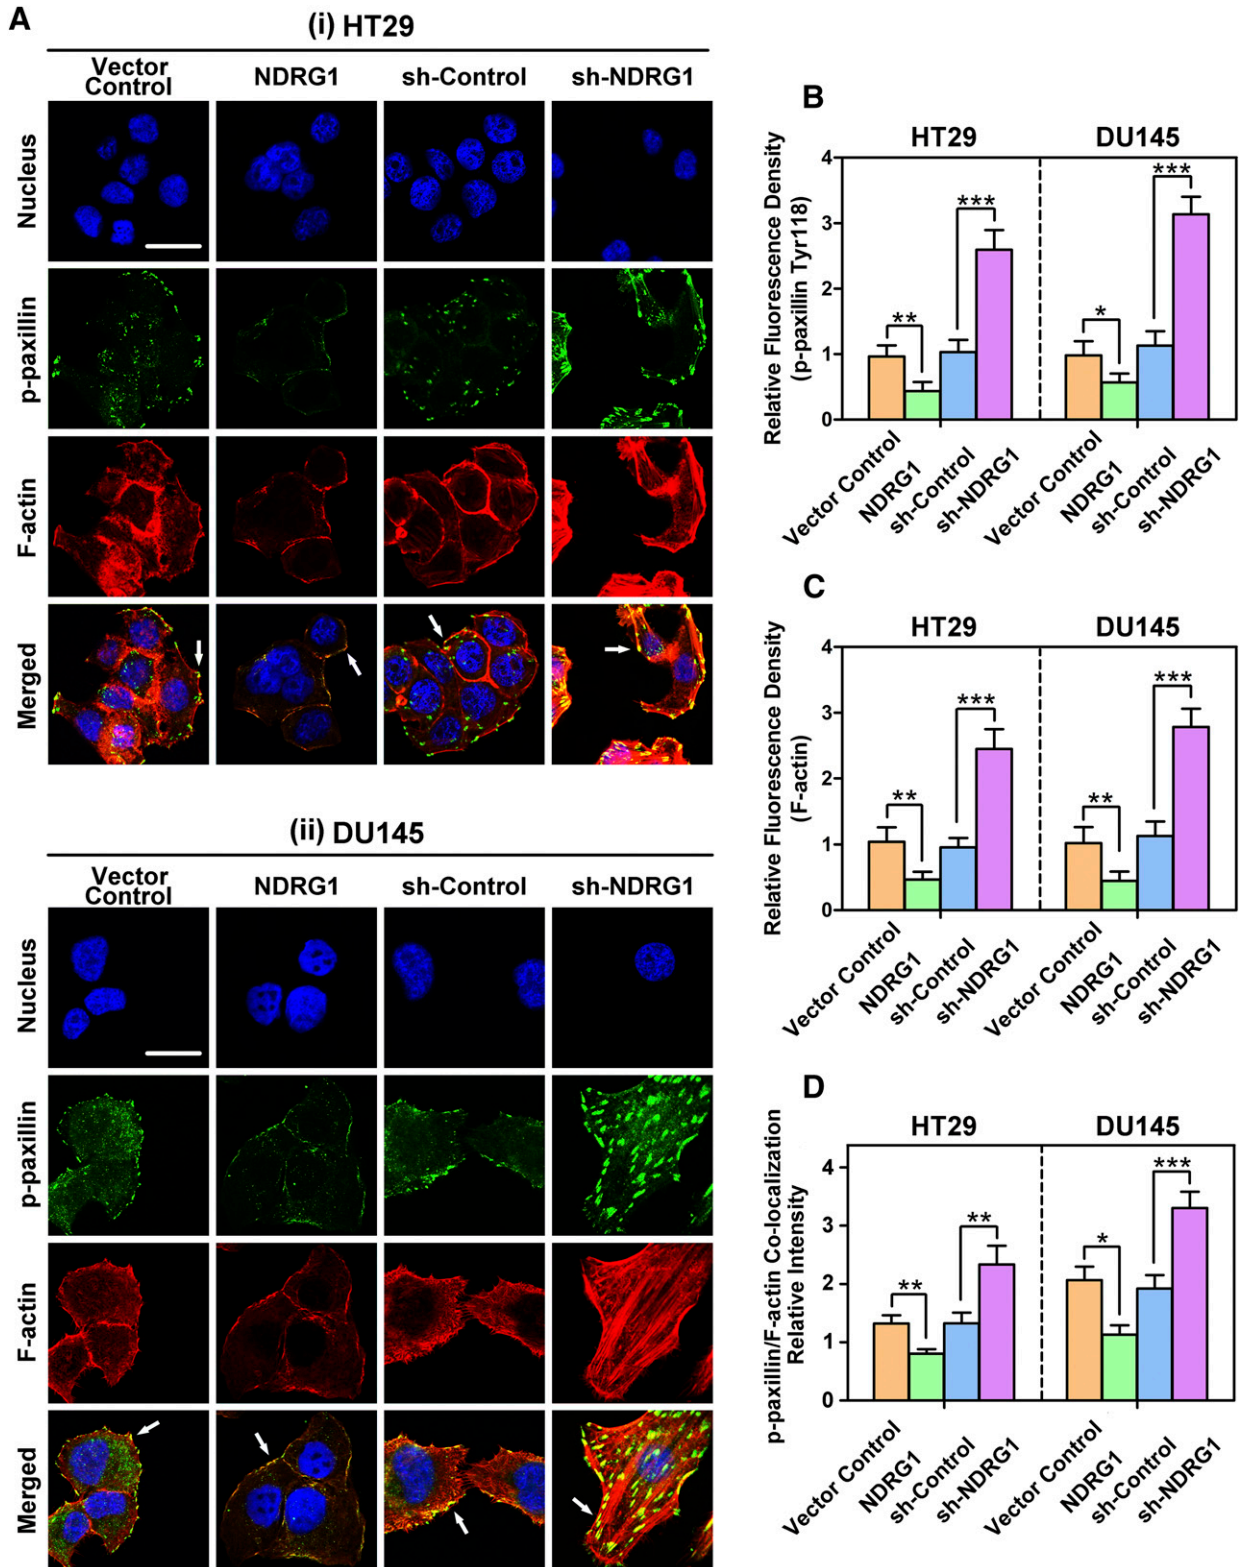 A
(i) HT29
Vector
Control
NDRG1
sh-Control
sh-NDRG1
Nucleus
p-paxillin
F-actin
Merged
(ii) DU145
Vector
Control
NDRG1
sh-Control
sh-NDRG1
Nucleus
p-paxillin
F-actin
Merged
B
HT29
DU145
Relative Fluorescence Density
(p-paxillin Tyr118)
4
3
2
1
0
**
***
*
***
Vector Control
NDRG1
sh-Control
sh-NDRG1
Vector Control
NDRG1
sh-Control
sh-NDRG1
C
HT29
DU145
Relative Fluorescence Density
(F-actin)
4
3
2
1
0
**
***
**
***
Vector Control
NDRG1
sh-Control
sh-NDRG1
Vector Control
NDRG1
sh-Control
sh-NDRG1
D
HT29
DU145
p-paxillin/F-actin Co-localization
Relative Intensity
4
3
2
1
0
**
**
*
***
Vector Control
NDRG1
sh-Control
sh-NDRG1
Vector Control
NDRG1
sh-Control
sh-NDRG1